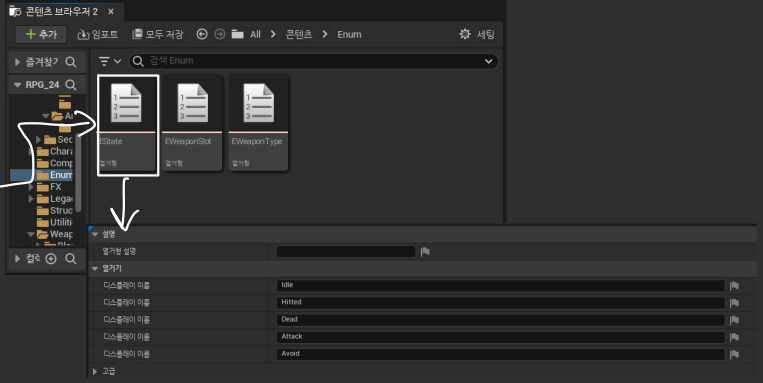 콘텐츠 브라우저 2 ×
추가 임포트 모두 저장 All > 콘텐츠 > Enum 세팅
즐겨찾기
검색 Enum
RPG_24
EState EWeaponSlot EWeaponType
열거형 열거형 열거형
Sec
Chara
Comp
Enum
FX
Legac
Struc
Utiliti
Weap
설명
열거형 설명
컬렉
열거기
디스플레이 이름 Idle
디스플레이 이름 Hitted
디스플레이 이름 Dead
디스플레이 이름 Attack
디스플레이 이름 Avoid
고급